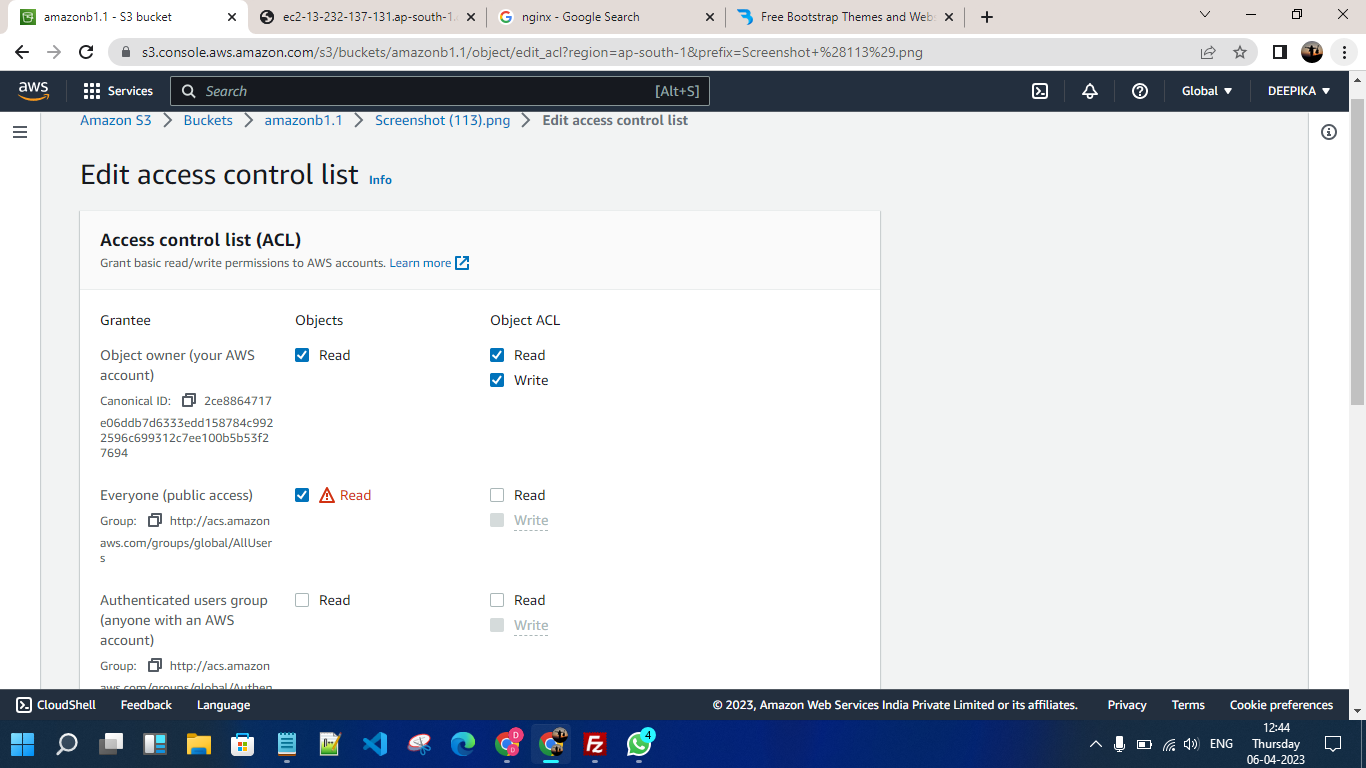 amazonb1.1 - S3 bucket
ec2-13-232-137-131.ap-south-1.
nginx - Google Search
Free Bootstrap Themes and Web
s3.console.aws.amazon.com/s3/buckets/amazonb1.1/object/edit_acl?region=ap-south-1&prefix=Screenshot+%28113%29.png
aws
Services
Search
[Alt+S]
Global
DEEPIKA
Amazon S3
Buckets
amazonb1.1
Screenshot (113).png
Edit access control list
Edit access control list
Info
Access control list (ACL)
Grant basic read/write permissions to AWS accounts. Learn more
Grantee
Objects
Object ACL
Object owner (your AWS
account)
Canonical ID: 2ce8864717
e06ddb7d6333edd158784c992
2596c699312c7ee100b5b53f2
7694
Read
Read
Write
Everyone (public access)
Group: http://acs.amazon
aws.com/groups/global/AllUser
s
Read
Read
Write
Authenticated users group
(anyone with an AWS
account)
Group: http://acs.amazon
aws.com/groups/global/Authen
Read
Read
Write
CloudShell
Feedback
Language
© 2023, Amazon Web Services India Private Limited or its affiliates.
Privacy
Terms
Cookie preferences
D
D
Fz
4
ENG
12:44
Thursday
06-04-2023